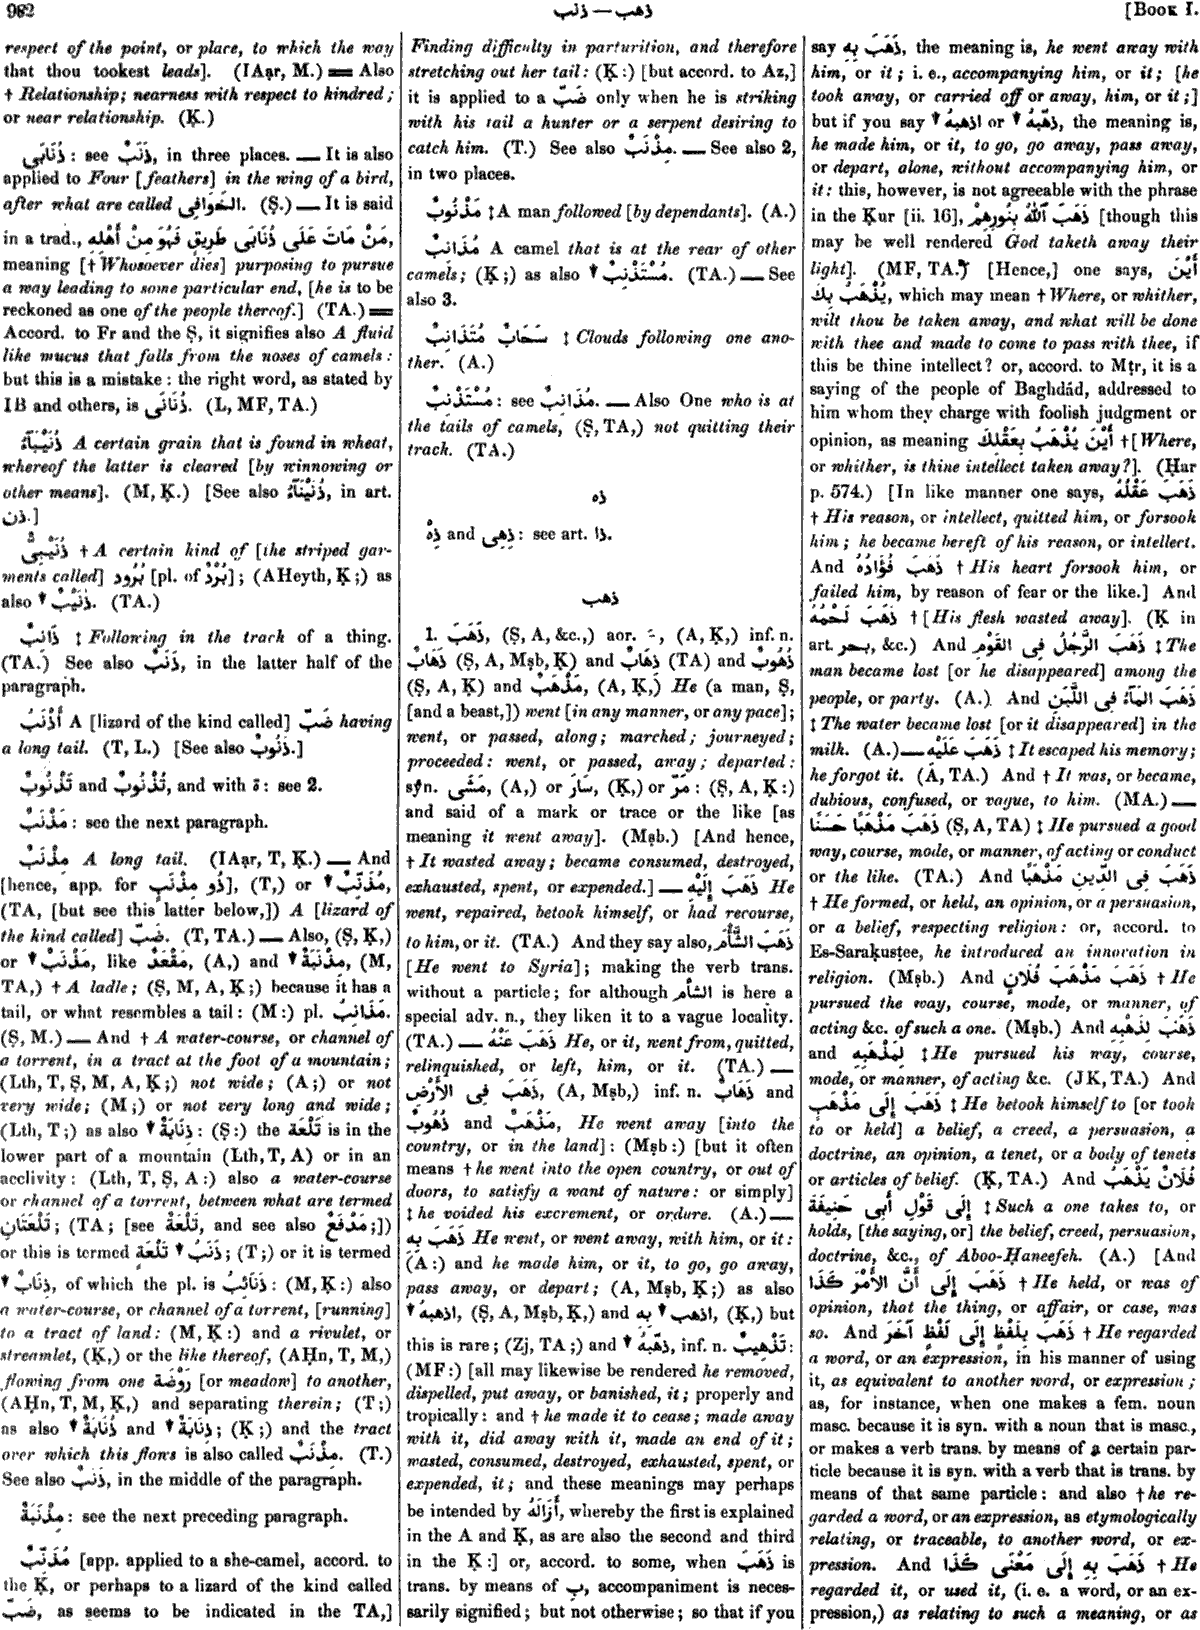 982
ذنب — ذهب
[BOOK I.
respect of the point, or place, to which the way
that thou tookest leads]. (IAạr, M.) == Also
† Relationship; nearness with respect to kindred;
or near relationship. (Ḳ.)
ذُنَابَى: see ذَنَبٌ, in three places. — It is also
applied to Four [feathers] in the wing of a bird,
after what are called الخَوَافِى. (Ṣ.) — It is said
in a trad., مَنْ مَاتَ عَلَى ذُنَابَى طَرِيقٍ فَهُوَ مِنْ أَهْلِهِ,
meaning [† Whosoever dies] purposing to pursue
a way leading to some particular end, [he is to be
reckoned as one of the people thereof.] (TA.) ==
Accord. to Fr and the Ṣ, it signifies also A fluid
like mucus that falls from the noses of camels:
but this is a mistake: the right word, as stated by
IB and others, is ذُنَانَى. (L, MF, TA.)
ذُنَيْبَآءُ A certain grain that is found in wheat,
whereof the latter is cleared [by winnowing or
other means]. (M, Ḳ.) [See also ذُنَيْنَآءُ, in art.
ذن.]
ذُنَيْبِىٌّ † A certain kind of [the striped gar-
ments called] بُرُود [pl. of بُرْدٌ]; (AHeyth, Ḳ;) as
also ▼ ذَنِيبٌ. (TA.)
ذَانِبٌ ‡ Following in the track of a thing.
(TA.) See also ذَنَبٌ, in the latter half of the
paragraph.
أَذْنَبُ A [lizard of the kind called] ضَبّ having
a long tail. (T, L.) [See also ذَنُوبٌ.]
تَذْنُوبٌ and تُذْنُوبٌ, and with ة: see 2.
مَذْنَبٌ: see the next paragraph.
مِذْنَبٌ A long tail. (IAạr, T, Ḳ.) — And
[hence, app. for ذُو مِذْنَبٍ], (T,) or ▼ مُذَنِّبٌ,
(TA, [but see this latter below,]) A [lizard of
the kind called] ضَبّ. (T, TA.) — Also, (Ṣ, Ḳ,)
or ▼ مَذْنَبٌ, like مَقْعَدٌ, (A,) and ▼ مِذْنَبَةٌ, (M,
TA,) † A ladle; (Ṣ, M, A, Ḳ;) because it has a
tail, or what resembles a tail: (M:) pl. مَذَانِبُ.
(Ṣ, M.) — And † A water-course, or channel of
a torrent, in a tract at the foot of a mountain;
(Lth, T, Ṣ, M, A, Ḳ;) not wide; (A;) or not
very wide; (M;) or not very long and wide;
(Lth, T;) as also ▼ ذِنَابَةٌ: (Ṣ:) the تَلْعَة is in the
lower part of a mountain (Lth, T, A) or in an
acclivity: (Lth, T, Ṣ, A:) also a water-course
or channel of a torrent, between what are termed
تَلْعَتَانِ; (TA; [see تَلْعَةٌ, and see also مَدْفَعٌ;])
or this is termed ▼ ذَنَبُ تَلْعَةٍ; (T;) or it is termed
▼ ذِنَابٌ, of which the pl. is ذَنَائِبُ: (M, Ḳ:) also
a water-course, or channel of a torrent, [running]
to a tract of land: (M, Ḳ:) and a rivulet, or
streamlet, (Ḳ,) or the like thereof, (AḤn, T, M,)
flowing from one رَوْضَة [or meadow] to another,
(AḤn, T, M, Ḳ,) and separating therein; (T;)
as also ▼ ذُنَابَةٌ and ▼ ذِنَابَةٌ; (Ḳ;) and the tract
over which this flows is also called مِذْنَبٌ. (T.)
See also ذَنَبٌ, in the middle of the paragraph.
مِذْنَبَةٌ: see the next preceding paragraph.
مُذَنِّبٌ [app. applied to a she-camel, accord. to
the Ḳ, or perhaps to a lizard of the kind called
ضَبّ, as seems to be indicated in the TA,]
Finding difficulty in parturition, and therefore
stretching out her tail: (Ḳ:) [but accord. to Az,]
it is applied to a ضَبّ only when he is striking
with his tail a hunter or a serpent desiring to
catch him. (T.) See also مِذْنَبٌ. — See also 2,
in two places.
مَذْنُوبٌ ‡ A man followed [by dependants]. (A.)
مُذَانِبٌ A camel that is at the rear of other
camels; (Ḳ;) as also ▼ مُسْتَذْنِبٌ. (TA.) — See
also 3.
سَحَابٌ مُتَذَانِبٌ ‡ Clouds following one ano-
ther. (A.)
مُسْتَذْنِبٌ: see مُذَانِبٌ. — Also One who is at
the tails of camels, (Ṣ, TA,) not quitting their
track. (TA.)
ذه
ذِهْ and ذِهِى: see art. ذا.
ذهب
1. ذَهَبَ, (Ṣ, A, &c.,) aor. ـَ, (A, Ḳ,) inf. n.
ذَهَابٌ (Ṣ, A, Mṣb, Ḳ) and ذِهَابٌ (TA) and ذُهُوبٌ
(Ṣ, A, Ḳ) and مَذْهَبٌ, (A, Ḳ,) He (a man, Ṣ,
[and a beast,]) went [in any manner, or any pace];
went, or passed, along; marched; journeyed;
proceeded: went, or passed, away; departed:
syn. مَشَى, (A,) or سَارَ, (Ḳ,) or مَرَّ: (Ṣ, A, Ḳ:)
and said of a mark or trace or the like [as
meaning it went away]. (Mṣb.) [And hence,
† It wasted away; became consumed, destroyed,
exhausted, spent, or expended.] — ذَهَبَ إِلَيْهِ He
went, repaired, betook himself, or had recourse,
to him, or it. (TA.) And they say also, ذَهَبَ الشَّأْمَ
[He went to Syria]; making the verb trans.
without a particle; for although الشأم is here a
special adv. n., they liken it to a vague locality.
(TA.) — ذَهَبَ عَنْهُ He, or it, went from, quitted,
relinquished, or left, him, or it. (TA.) —
ذَهَبَ فِى الأَرْضِ, (A, Mṣb,) inf. n. ذَهَابٌ and
ذُهُوبٌ and مَذْهَبٌ, He went away [into the
country, or in the land]: (Mṣb:) [but it often
means † he went into the open country, or out of
doors, to satisfy a want of nature: or simply]
‡ he voided his excrement, or ordure. (A.) —
ذَهَبَ بِهِ He went, or went away, with him, or it:
(A:) and he made him, or it, to go, go away,
pass away, or depart; (A, Mṣb, Ḳ;) as also
▼ اذهبهُ, (Ṣ, A, Mṣb, Ḳ,) and ▼ اذهب بِهِ, (Ḳ,) but
this is rare; (Zj, TA;) and ▼ ذَهَّبَهُ, inf. n. تَذْهِيبٌ:
(MF:) [all may likewise be rendered he removed,
dispelled, put away, or banished, it; properly and
tropically: and † he made it to cease; made away
with it, did away with it, made an end of it;
wasted, consumed, destroyed, exhausted, spent, or
expended, it; and these meanings may perhaps
be intended by أَزَالَهُ, whereby the first is explained
in the A and Ḳ, as are also the second and third
in the Ḳ:] or, accord. to some, when ذَهَبَ is
trans. by means of ب, accompaniment is neces-
sarily signified; but not otherwise; so that if you
say ذَهَبَ بِهِ, the meaning is, he went away with
him, or it; i. e., accompanying him, or it; [he
took away, or carried off or away, him, or it;]
but if you say ▼ اذهبهُ or ▼ ذَهَّبَهُ, the meaning is,
he made him, or it, to go, go away, pass away,
or depart, alone, without accompanying him, or
it: this, however, is not agreeable with the phrase
in the Ḳur [ii. 16], ذَهَبَ ٱللّٰهُ بِنُورِهِمْ [though this
may be well rendered God taketh away their
light]. (MF, TA.) [Hence,] one says, أَيْنَ
يُذْهَبُ بِكَ, which may mean † Where, or whither,
wilt thou be taken away, and what will be done
with thee and made to come to pass with thee, if
this be thine intellect? or, accord. to Mṭr, it is a
saying of the people of Baghdád, addressed to
him whom they charge with foolish judgment or
opinion, as meaning أَيْنَ يُذْهَبُ بِعَقْلِكَ † [Where,
or whither, is thine intellect taken away?]. (Ḥar
p. 574.) [In like manner one says, ذَهَبَ عَقْلُهُ
† His reason, or intellect, quitted him, or forsook
him; he became bereft of his reason, or intellect.
And ذَهَبَ فُؤَادُهُ † His heart forsook him, or
failed him, by reason of fear or the like.] And
ذَهَبَ لَحْمُهُ † [His flesh wasted away]. (Ḳ in
art. بحر, &c.) And ذَهَبَ الرَّجُلُ فِى القَوْمِ ‡ The
man became lost [or he disappeared] among the
people, or party. (A.) And ذَهَبَ المَآءُ فِى اللَّبَنِ
‡ The water became lost [or it disappeared] in the
milk. (A.) — ذَهَبَ عَلَيْهِ ‡ It escaped his memory;
he forgot it. (A, TA.) And † It was, or became,
dubious, confused, or vague, to him. (MA.) —
ذَهَبَ مَذْهَبًا حَسَنًا (Ṣ, A, TA) ‡ He pursued a good
way, course, mode, or manner, of acting or conduct
or the like. (TA.) And ذَهَبَ فِى الدِّينِ مَذْهَبًا
† He formed, or held, an opinion, or a persuasion,
or a belief, respecting religion: or, accord. to
Es-Saraḳusṭee, he introduced an innovation in
religion. (Mṣb.) And ذَهَبَ مَذْهَبَ فُلَانٍ † He
pursued the way, course, mode, or manner, of
acting &c. of such a one. (Mṣb.) And ذَهَبَ لِذَهْبِهِ
and لِمَذْهَبِهِ ‡ He pursued his way, course,
mode, or manner, of acting &c. (JK, TA.) And
ذَهَبَ إِلَى مَذْهَبٍ ‡ He betook himself to [or took
to or held] a belief, a creed, a persuasion, a
doctrine, an opinion, a tenet, or a body of tenets
or articles of belief. (Ḳ, TA.) And فُلَانٌ يَذْهَبُ
إِلَى قَوْلِ أَبِى حَنِيفَةَ ‡ Such a one takes to, or
holds, [the saying, or] the belief, creed, persuasion,
doctrine, &c., of Aboo-Ḥaneefeh. (A.) [And
ذَهَبَ إِلَى أَنَّ الأَمْرَ كَذَا † He held, or was of
opinion, that the thing, or affair, or case, was
so. And ذَهَبَ بِلَفْظٍ إِلَى لَفْظٍ آخَرَ † He regarded
a word, or an expression, in his manner of using
it, as equivalent to another word, or expression;
as, for instance, when one makes a fem. noun
masc. because it is syn. with a noun that is masc.,
or makes a verb trans. by means of a certain par-
ticle because it is syn. with a verb that is trans. by
means of that same particle: and also † he re-
garded a word, or an expression, as etymologically
relating, or traceable, to another word, or ex-
pression. And ذَهَبَ بِهِ إِلَى مَعْنَى كَذَا † He
regarded it, or used it, (i. e. a word, or an ex-
pression,) as relating to such a meaning, or as